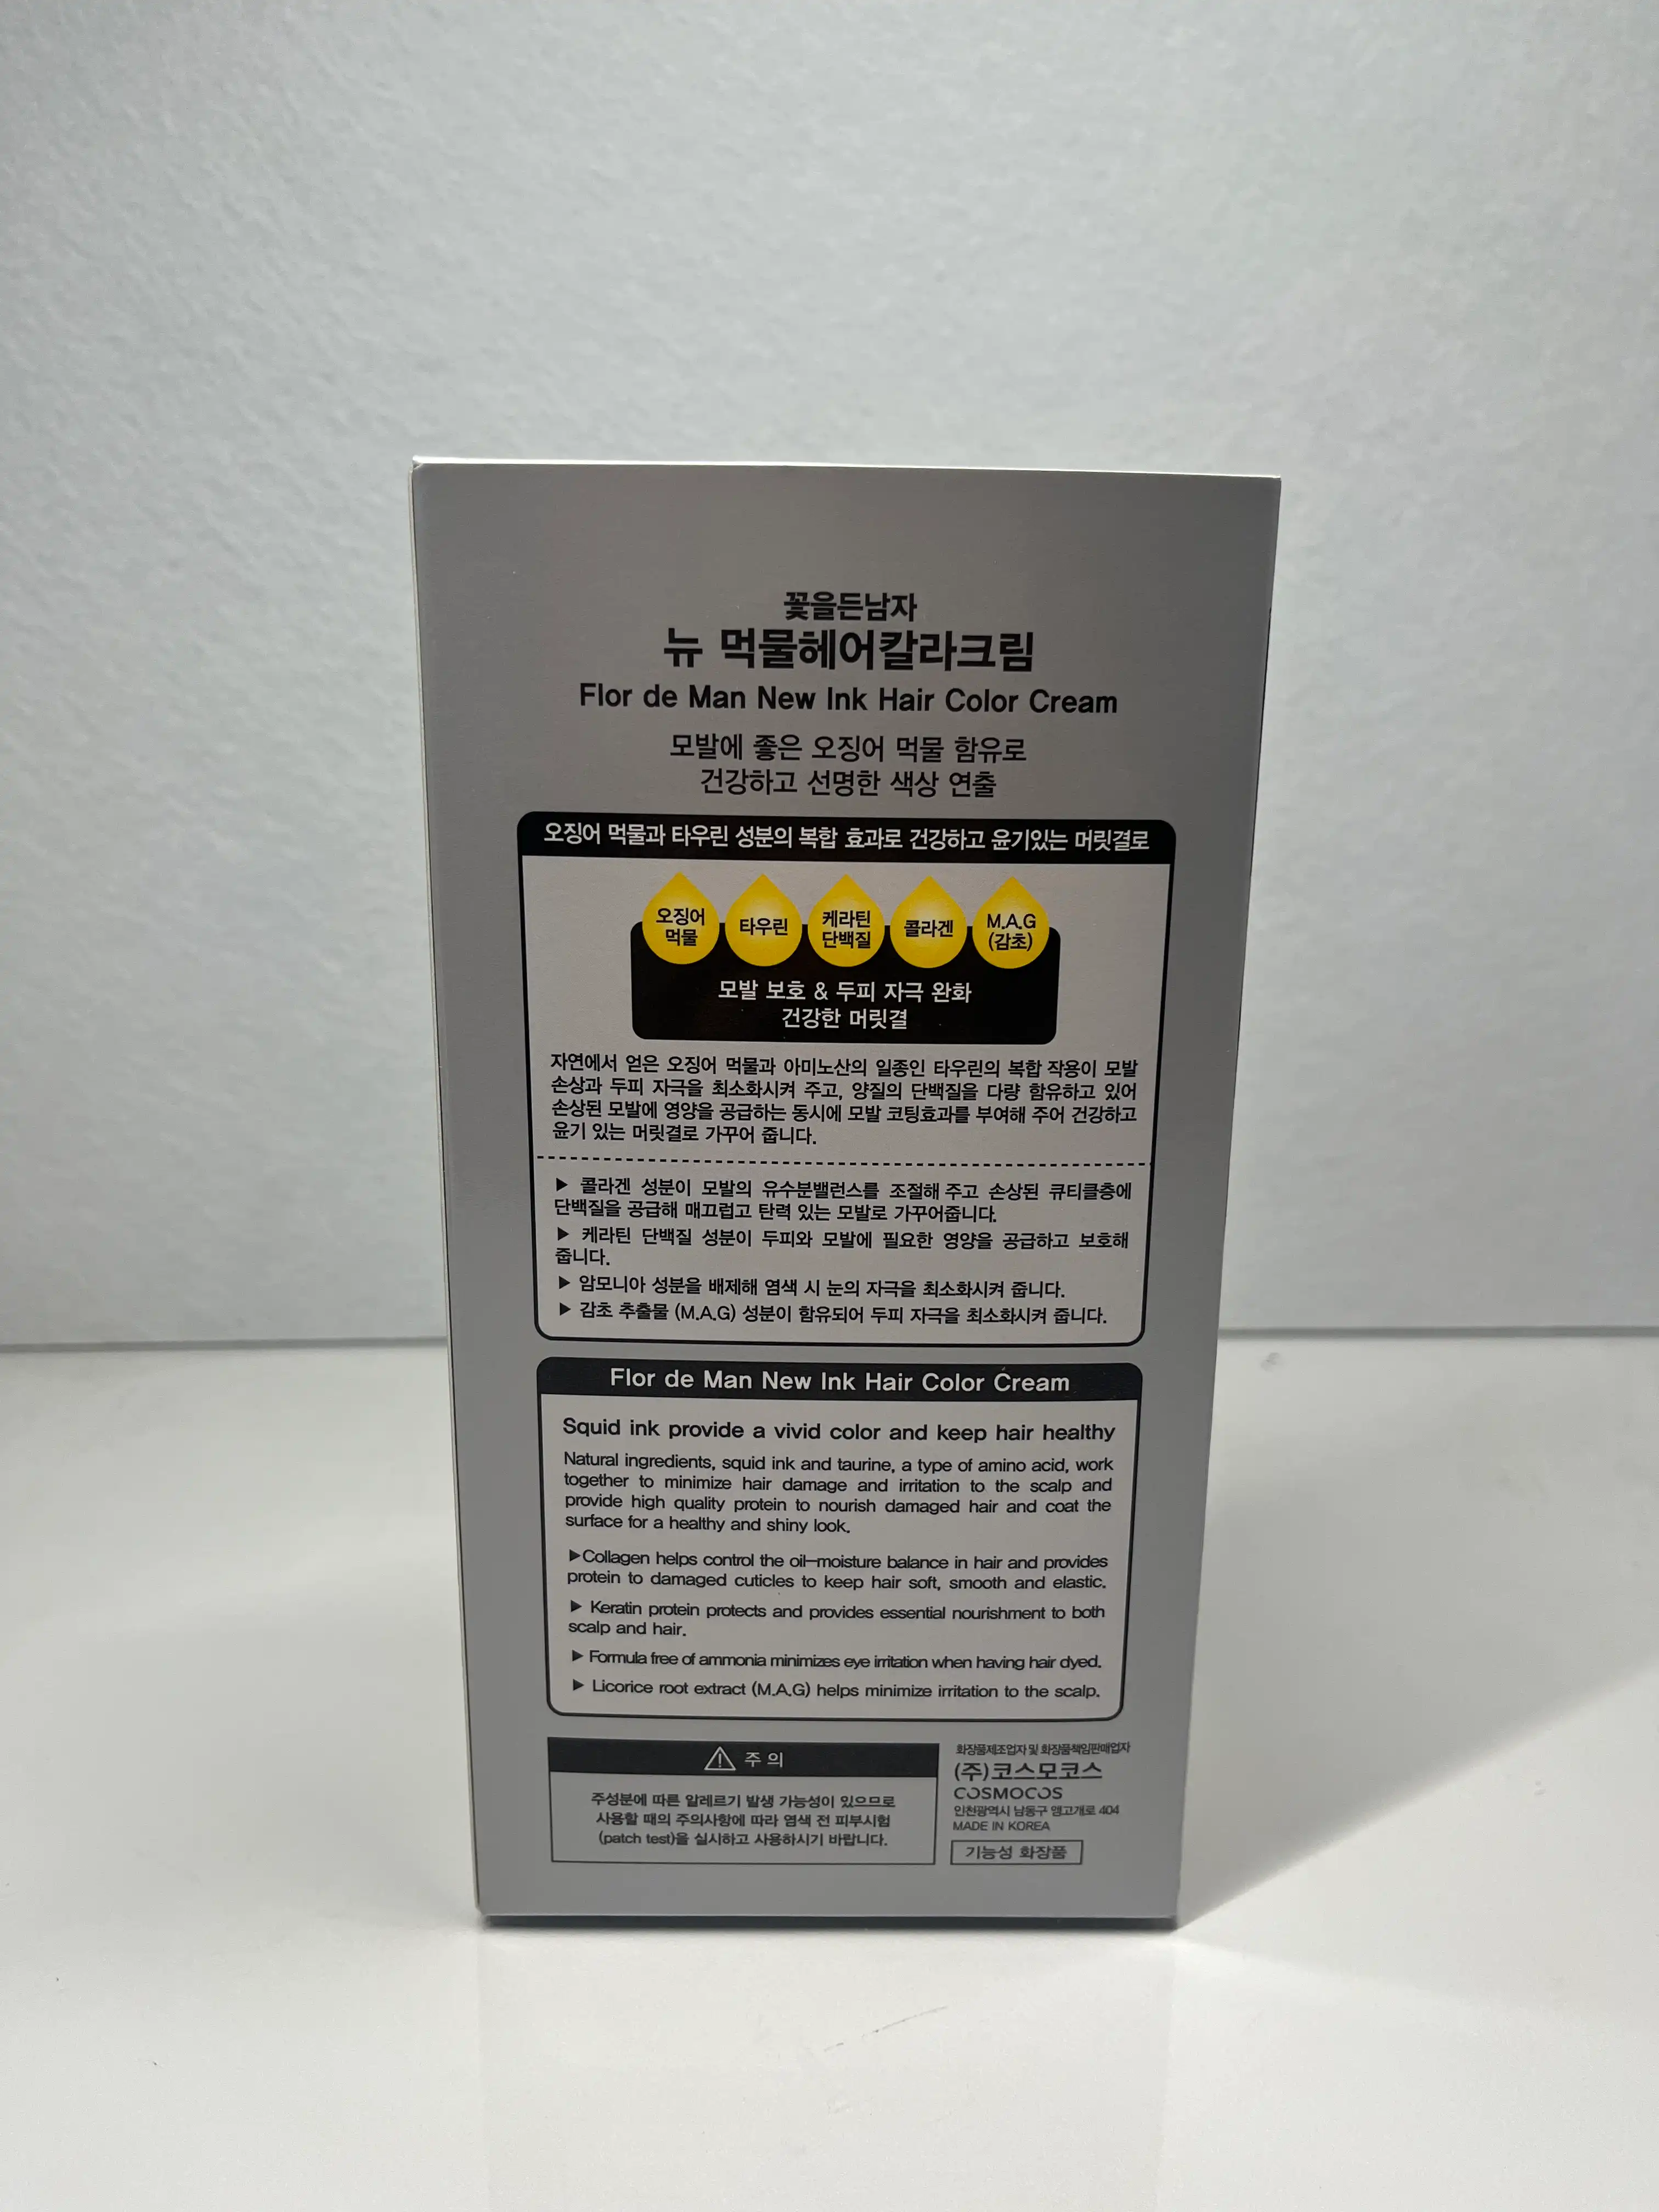 꽃을든남자
뉴 먹물헤어칼라크림
Flor de Man New Ink Hair Color Cream
모발에 좋은 오징어 먹물 함유로
건강하고 선명한 색상 연출
오징어 먹물과 타우린 성분의 복합 효과로 건강하고 윤기있는 머릿결로
오징어
먹물
타우린
케라틴
단백질
콜라겐
M.A.G
(감초)
모발 보호 & 두피 자극 완화
건강한 머릿결
자연에서 얻은 오징어 먹물과 아미노산의 일종인 타우린의 복합 작용이 모발
손상과 두피 자극을 최소화시켜 주고, 양질의 단백질을 다량 함유하고 있어
손상된 모발에 영양을 공급하는 동시에 모발 코팅효과를 부여해 주어 건강하고
윤기 있는 머릿결로 가꾸어 줍니다.
▶ 콜라겐 성분이 모발의 유수분밸런스를 조절해 주고 손상된 큐티클층에
단백질을 공급해 매끄럽고 탄력 있는 모발로 가꾸어줍니다.
▶ 케라틴 단백질 성분이 두피와 모발에 필요한 영양을 공급하고 보호해
줍니다.
▶ 암모니아 성분을 배제해 염색 시 눈의 자극을 최소화시켜 줍니다.
▶ 감초 추출물 (M.A.G) 성분이 함유되어 두피 자극을 최소화시켜 줍니다.
Flor de Man New Ink Hair Color Cream
Squid ink provide a vivid color and keep hair healthy
Natural ingredients, squid ink and taurine, a type of amino acid, work
together to minimize hair damage and irritation to the scalp and
provide high quality protein to nourish damaged hair and coat the
surface for a healthy and shiny look.
▶Collagen helps control the oil-moisture balance in hair and provides
protein to damaged cuticles to keep hair soft, smooth and elastic.
▶ Keratin protein protects and provides essential nourishment to both
scalp and hair.
▶ Formula free of ammonia minimizes eye irritation when having hair dyed.
▶ Licorice root extract (M.A.G) helps minimize irritation to the scalp.
주 의
주성분에 따른 알레르기 발생 가능성이 있으므로
사용할 때의 주의사항에 따라 염색 전 피부시험
(patch test)을 실시하고 사용하시기 바랍니다.
화장품제조업자 및 화장품책임판매업자
(주)코스모코스
COSMOCOS
인천광역시 남동구 앵고개로 404
MADE IN KOREA
기능성 화장품